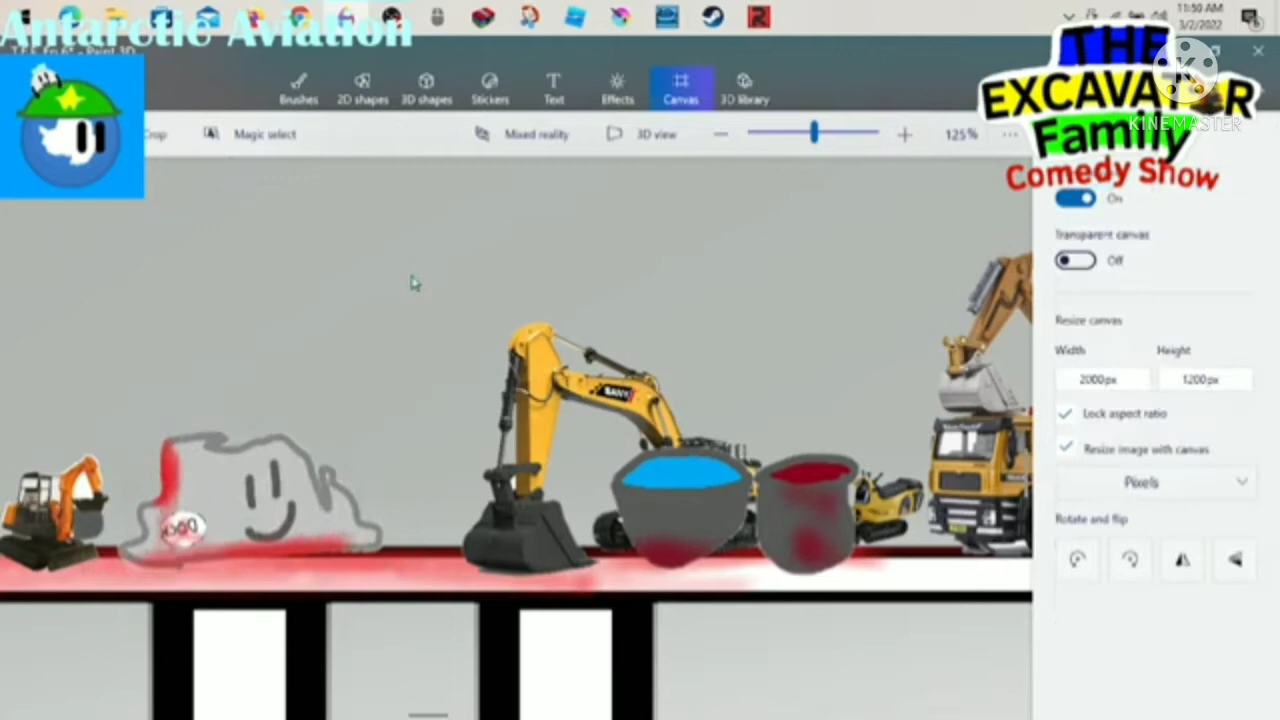 Antarctic Aviation
11:50 AM
3/2/2022
THE
EXCAVATOR
Family
Comedy Show
K
KINEMASTER
Brushes
2D shapes
3D shapes
Stickers
Text
Effects
Canvas
3D library
Crop
Magic select
Mixed reality
3D view
125%
On
Transparent canvas
Off
Resize canvas
Width
Height
2000px
1200px
Lock aspect ratio
Resize image with canvas
Pixels
Rotate and flip
SANY